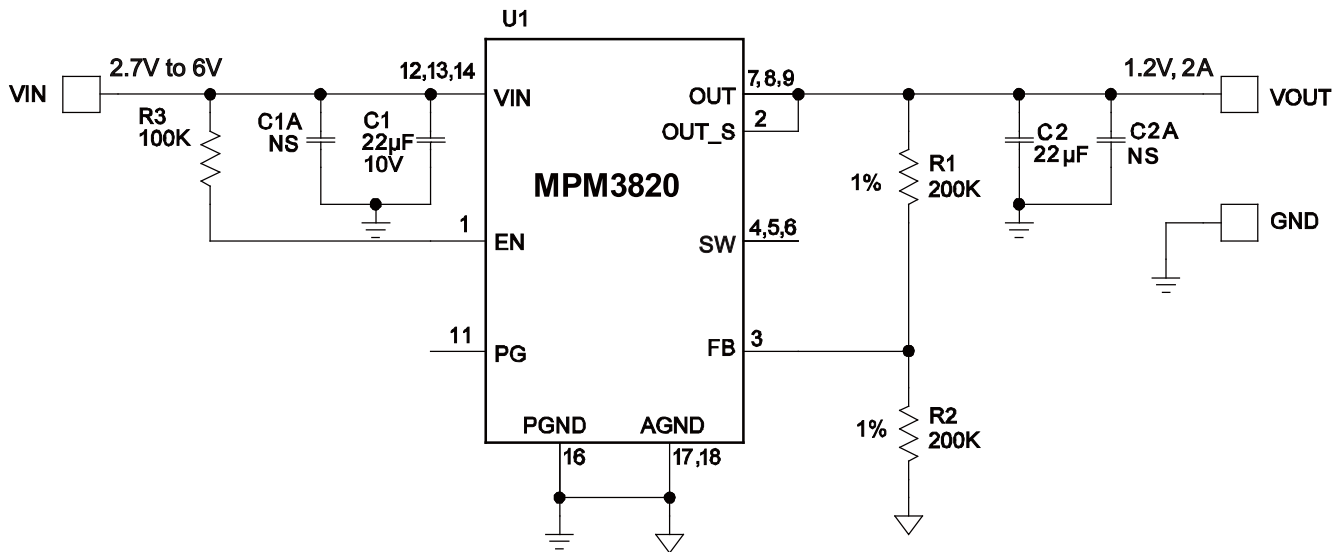 U1
2.7V to 6V
12,13,14
7,8,9
1.2V, 2A
VIN
VIN
OUT
VOUT
R3
100K
C1A
NS
C1
22µF
10V
OUT_S
2
C2
22µF
C2A
NS
MPM3820
1%
R1
200K
1
EN
SW
4,5,6
GND
11
PG
FB
3
PGND
AGND
16
17,18
1%
R2
200K